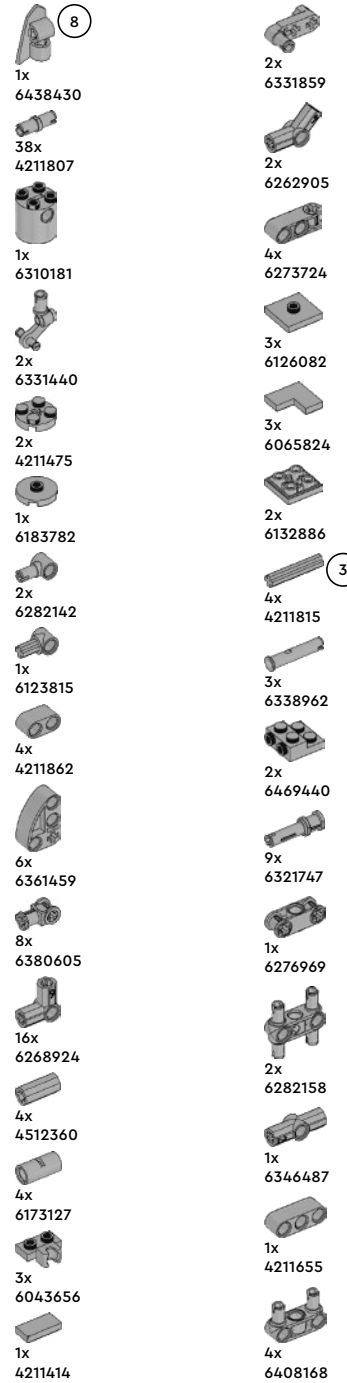 8
1x
6438430
38x
4211807
1x
6310181
2x
6331440
2x
4211475
1x
6183782
2x
6282142
1x
6123815
4x
4211862
6x
6361459
8x
6380605
16x
6268924
4x
4512360
4x
6173127
3x
6043656
1x
4211414
2x
6331859
2x
6262905
4x
6273724
3x
6126082
3x
6065824
2x
6132886
3
4x
4211815
3x
6338962
2x
6469440
9x
6321747
1x
6276969
2x
6282158
1x
6346487
1x
4211655
4x
6408168